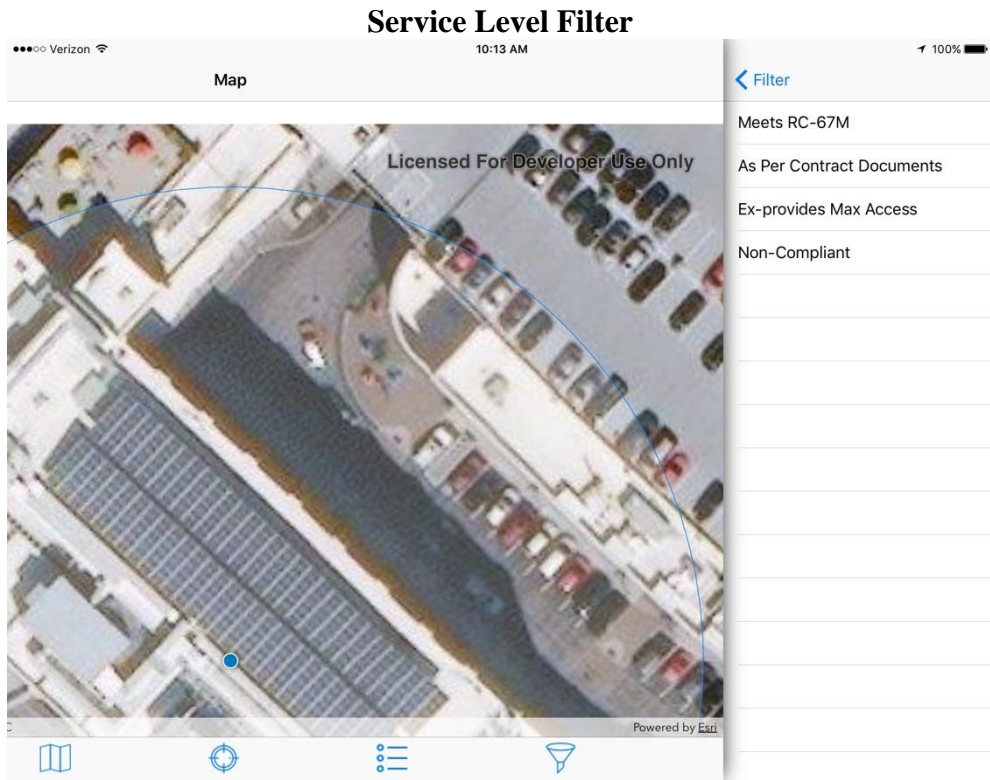 Service Level Filter
Verizon 10:13 AM 100%
Map
Filter
Licensed For Developer Use Only
Meets RC-67M
As Per Contract Documents
Ex-provides Max Access
Non-Compliant
Powered by Esri